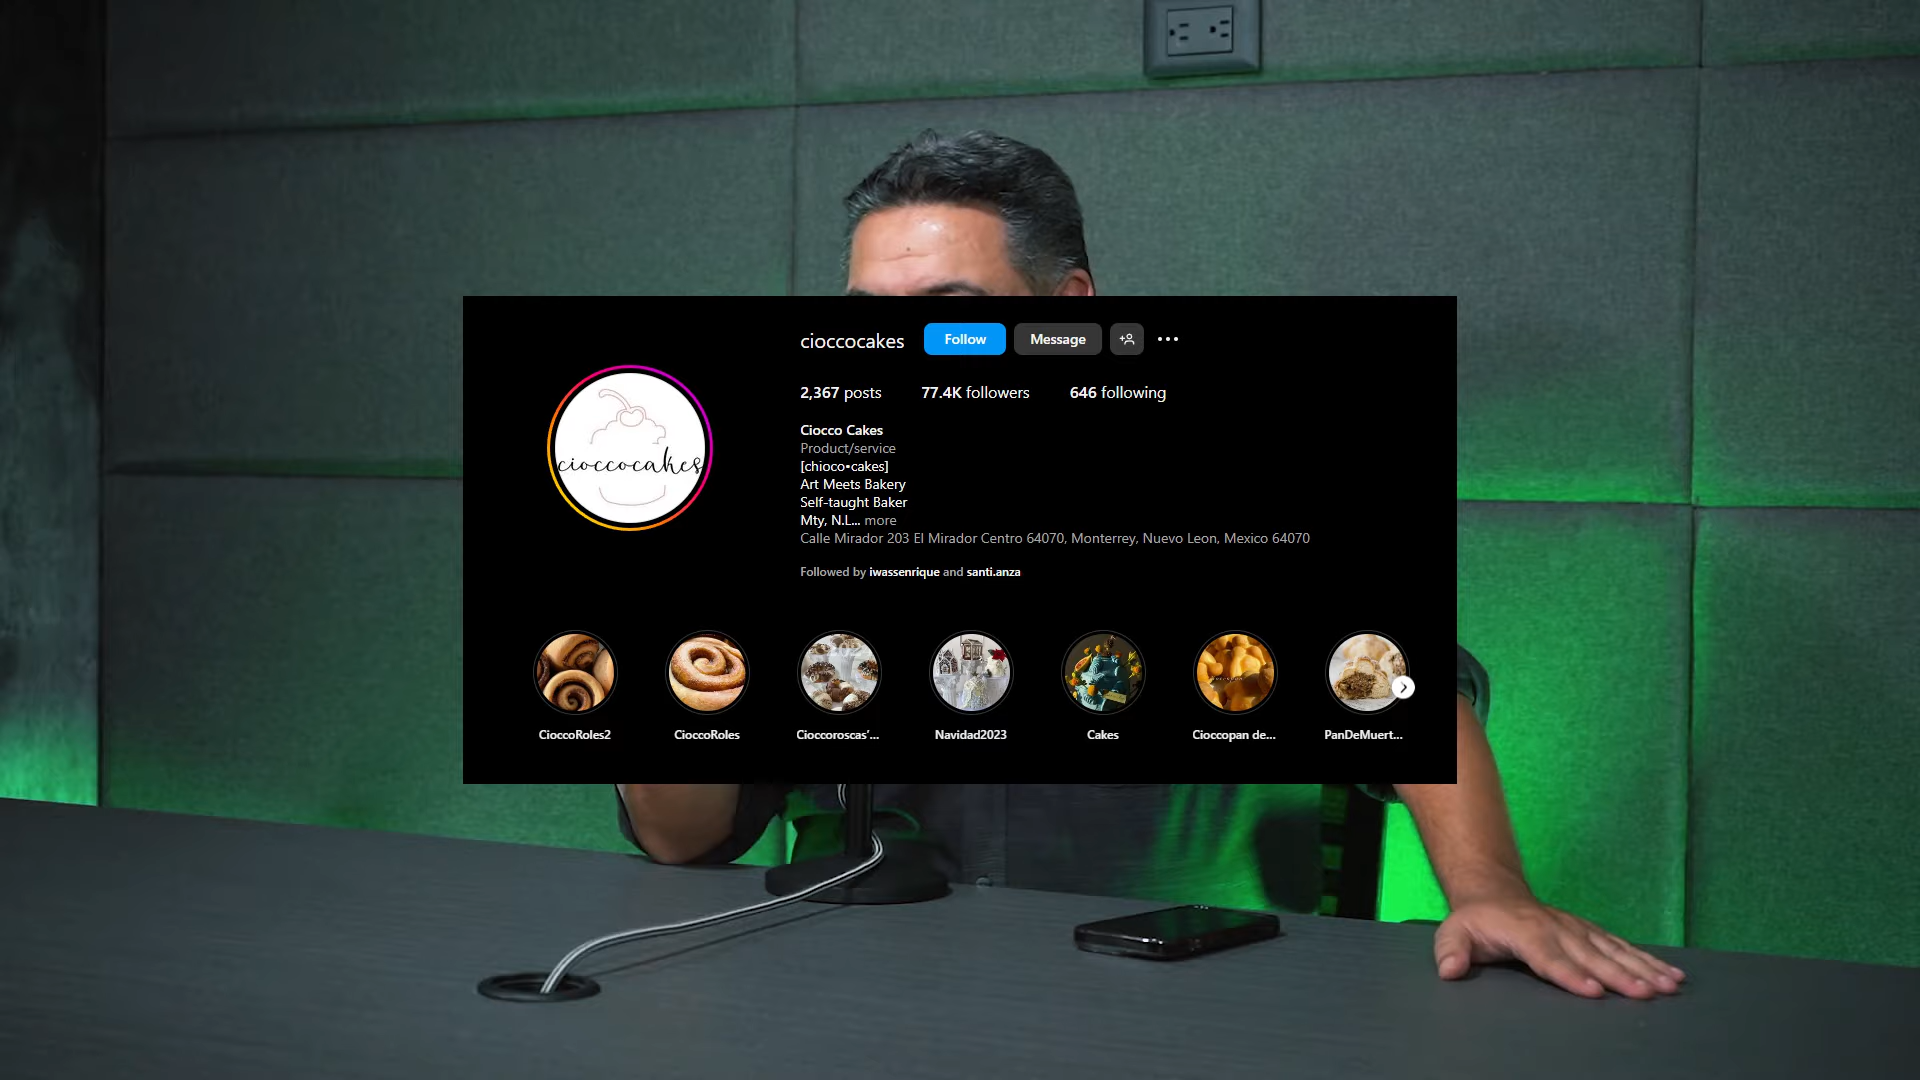 cioccocakes
Follow
Message
2,367 posts
77.4K followers
646 following
cioccocakes
Ciocco Cakes
Product/service
[chioco•cakes]
Art Meets Bakery
Self-taught Baker
Mty, N.L... more
Calle Mirador 203 El Mirador Centro 64070, Monterrey, Nuevo Leon, Mexico 64070
Followed by iwassenrique and santi.anza
CioccoRoles2
CioccoRoles
Cioccoroscas'...
Navidad2023
Cakes
Cioccopan de...
PanDeMuert...